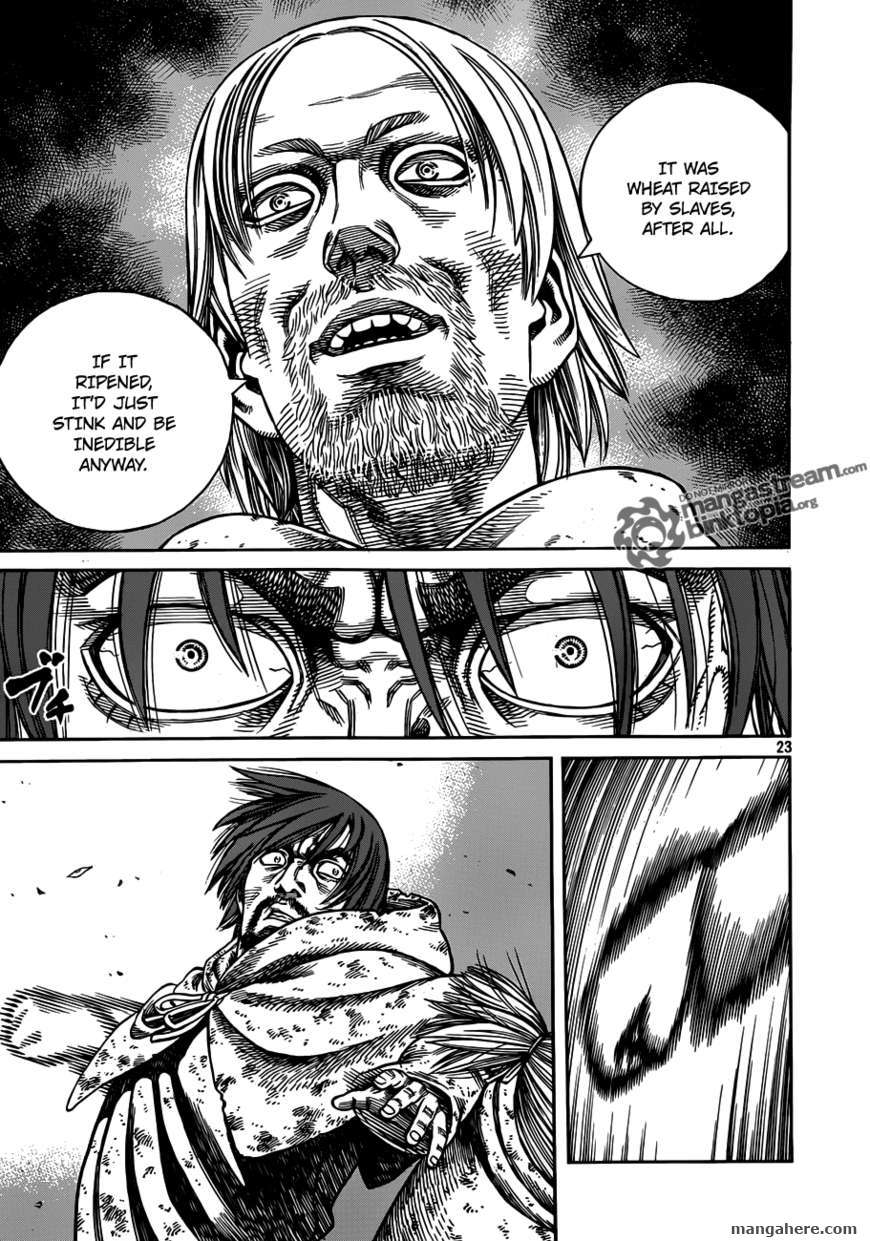 IT WAS
WHEAT RAISED
BY SLAVES,
AFTER ALL.
IF IT
RIPENED,
IT'D JUST
STINK AND BE
INEDIBLE
ANYWAY.
mangastream.com
binktopia.org
ブチ
23
mangahere.com